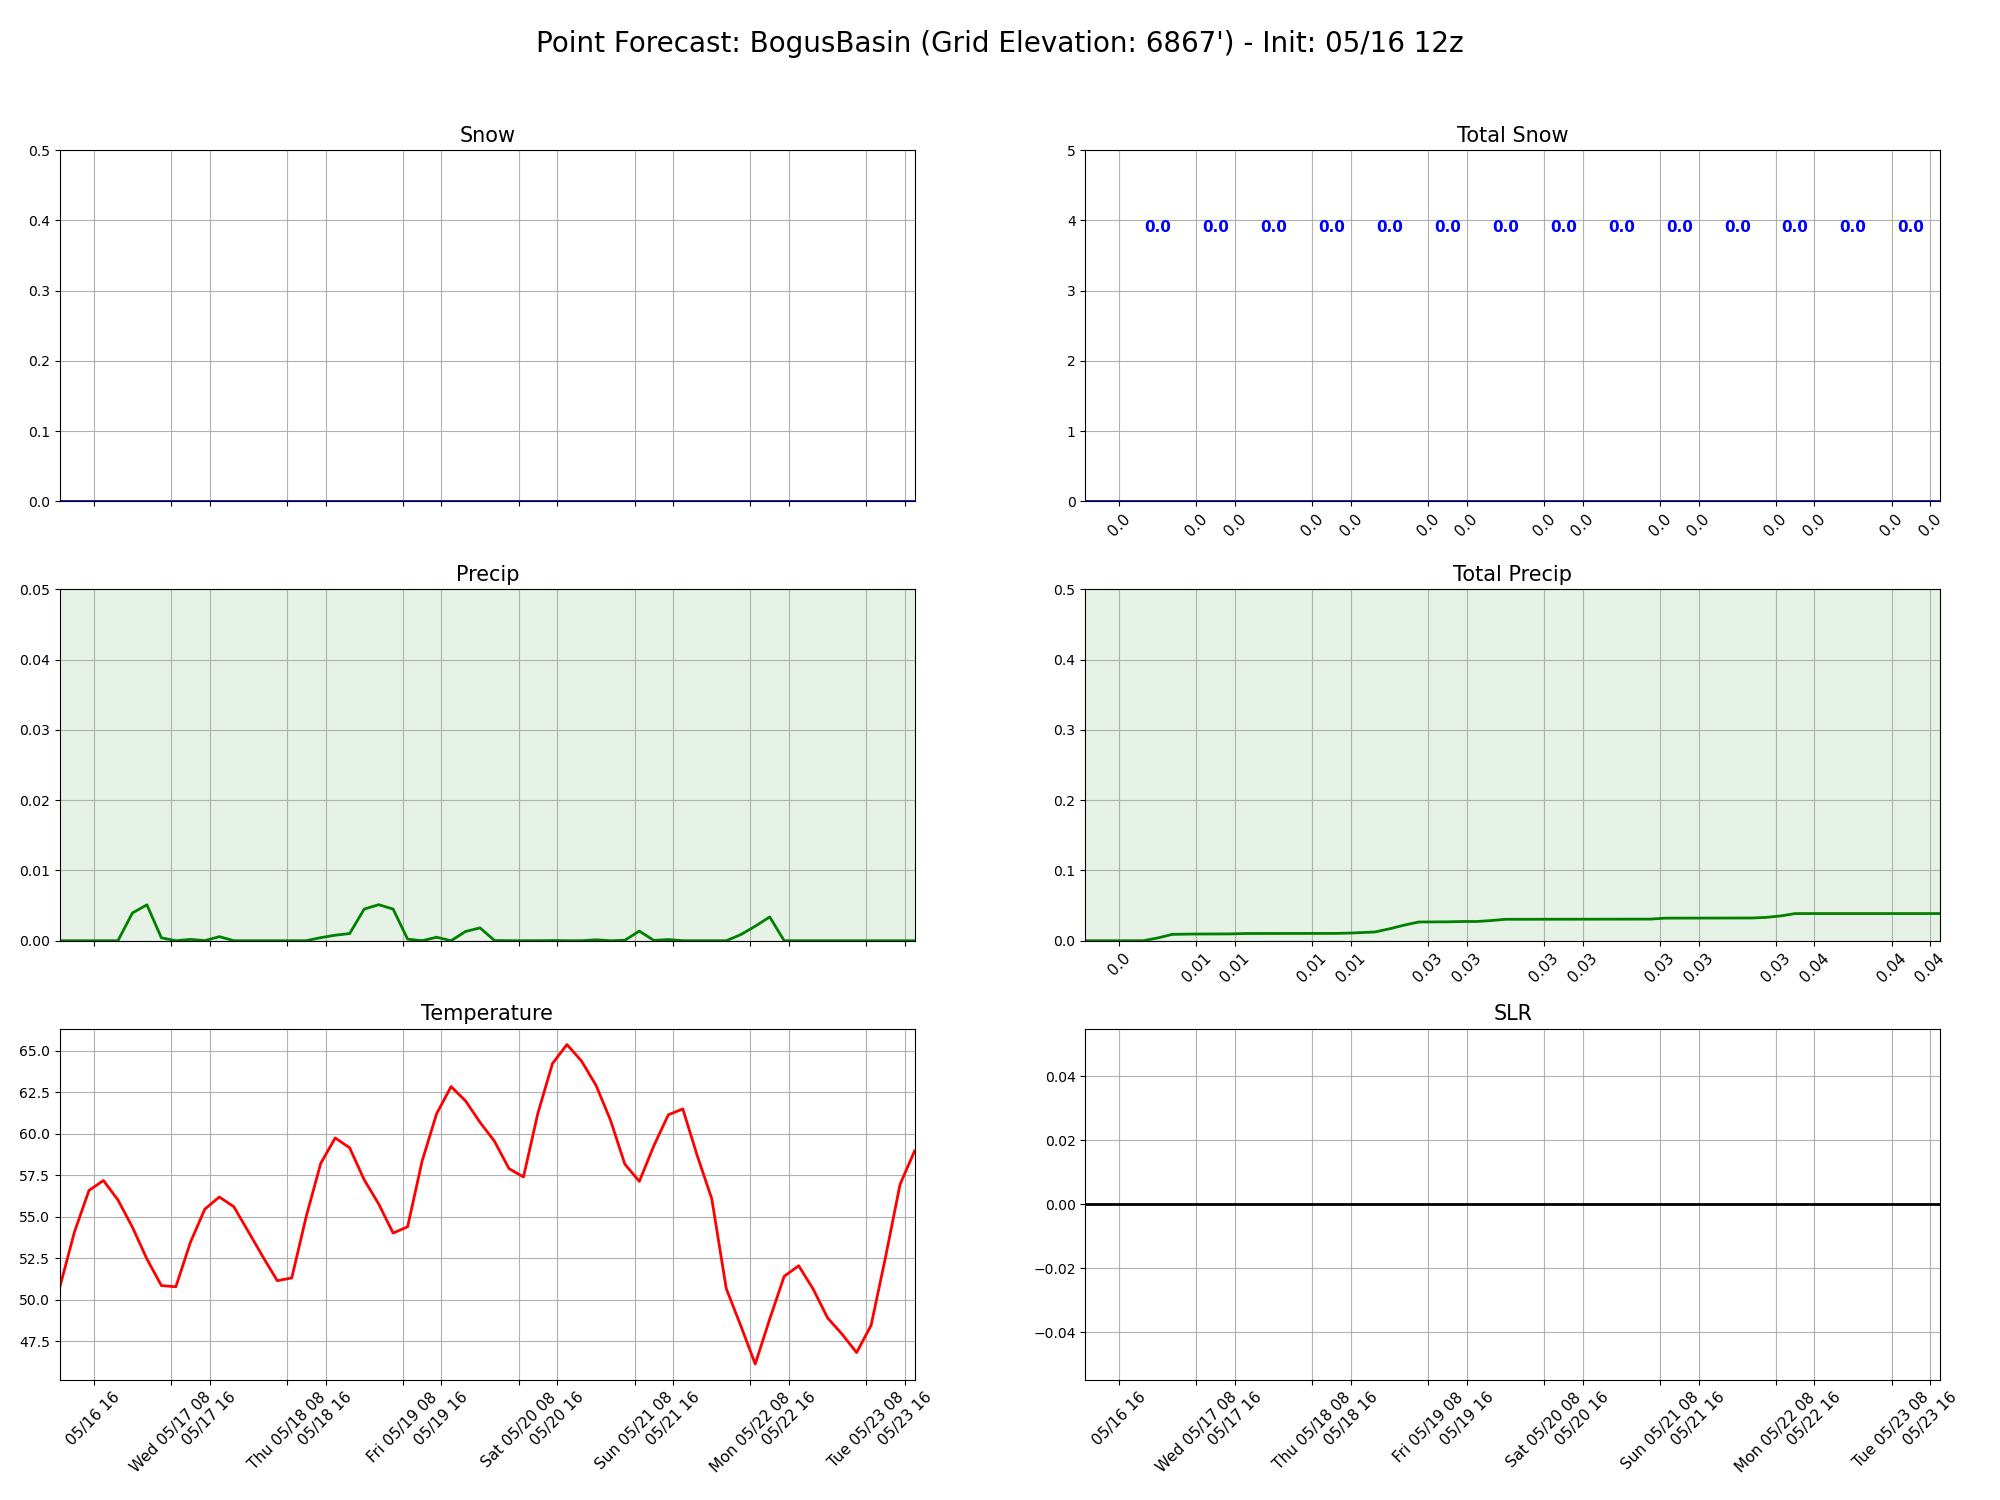 Point Forecast: BogusBasin (Grid Elevation: 6867') - Init: 05/16 12z
Snow
0.5
0.4
0.3
0.2
0.1
0.0
Total Snow
5
4
3
2
1
0
0.0 0.0 0.0 0.0 0.0 0.0 0.0 0.0 0.0 0.0 0.0 0.0 0.0 0.0
0.0 0.0 0.0 0.0 0.0 0.0 0.0 0.0 0.0 0.0 0.0 0.0 0.0 0.0 0.0
Precip
0.05
0.04
0.03
0.02
0.01
0.00
Total Precip
0.5
0.4
0.3
0.2
0.1
0.0
0.0 0.01 0.01 0.01 0.01 0.03 0.03 0.03 0.03 0.03 0.03 0.03 0.04 0.04 0.04
Temperature
65.0
62.5
60.0
57.5
55.0
52.5
50.0
47.5
05/16 16
Wed 05/17 08
05/17 16
Thu 05/18 08
05/18 16
Fri 05/19 08
05/19 16
Sat 05/20 08
05/20 16
Sun 05/21 08
05/21 16
Mon 05/22 08
05/22 16
Tue 05/23 08
05/23 16
SLR
0.04
0.02
0.00
−0.02
−0.04
05/16 16
Wed 05/17 08
05/17 16
Thu 05/18 08
05/18 16
Fri 05/19 08
05/19 16
Sat 05/20 08
05/20 16
Sun 05/21 08
05/21 16
Mon 05/22 08
05/22 16
Tue 05/23 08
05/23 16